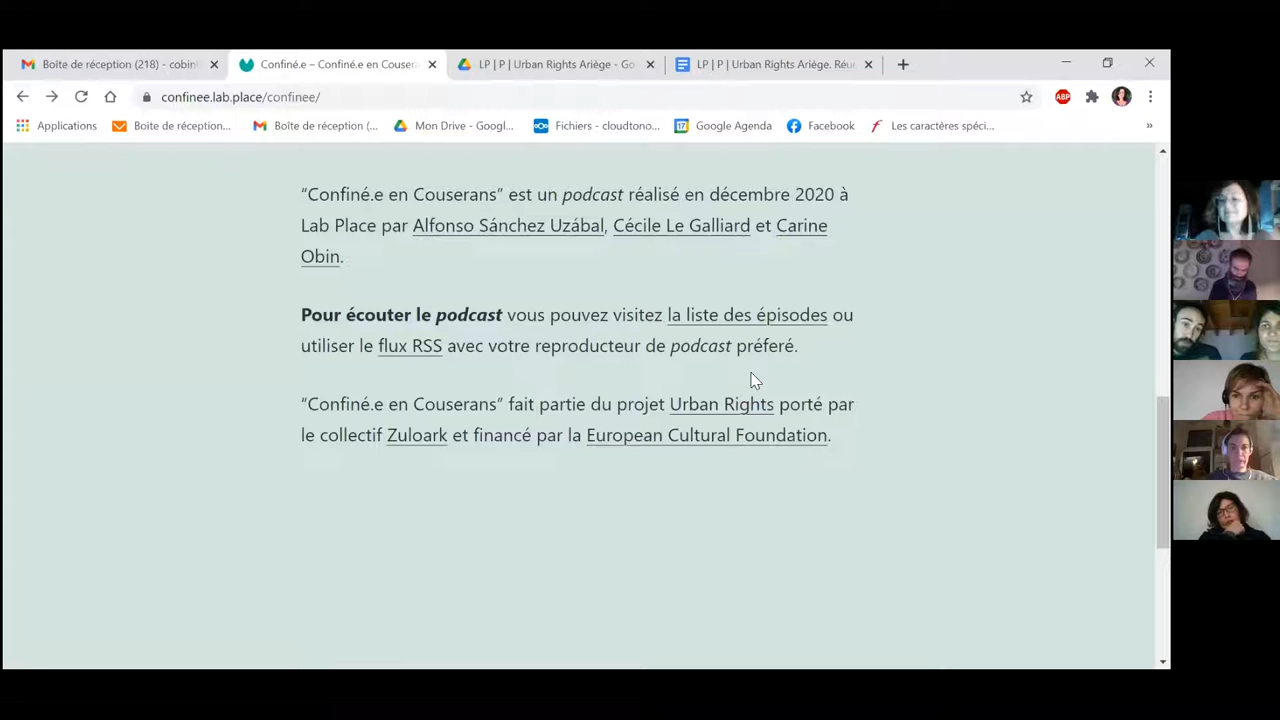 Boîte de réception (218) - cobin
Confiné.e – Confiné.e en Cousera
LP | P | Urban Rights Ariège - Go
LP | P | Urban Rights Ariège. Réu
confinee.lab.place/confinee/
ABP
Applications
Boite de réception...
Boîte de réception (...
Mon Drive - Googl...
Fichiers - cloudtono...
17
Google Agenda
Facebook
Les caractères spéci...
»
“Confiné.e en Couserans” est un podcast réalisé en décembre 2020 à
Lab Place par Alfonso Sánchez Uzábal, Cécile Le Galliard et Carine
Obin.
Pour écouter le podcast vous pouvez visitez la liste des épisodes ou
utiliser le flux RSS avec votre reproducteur de podcast préferé.
“Confiné.e en Couserans” fait partie du projet Urban Rights porté par
le collectif Zuloark et financé par la European Cultural Foundation.